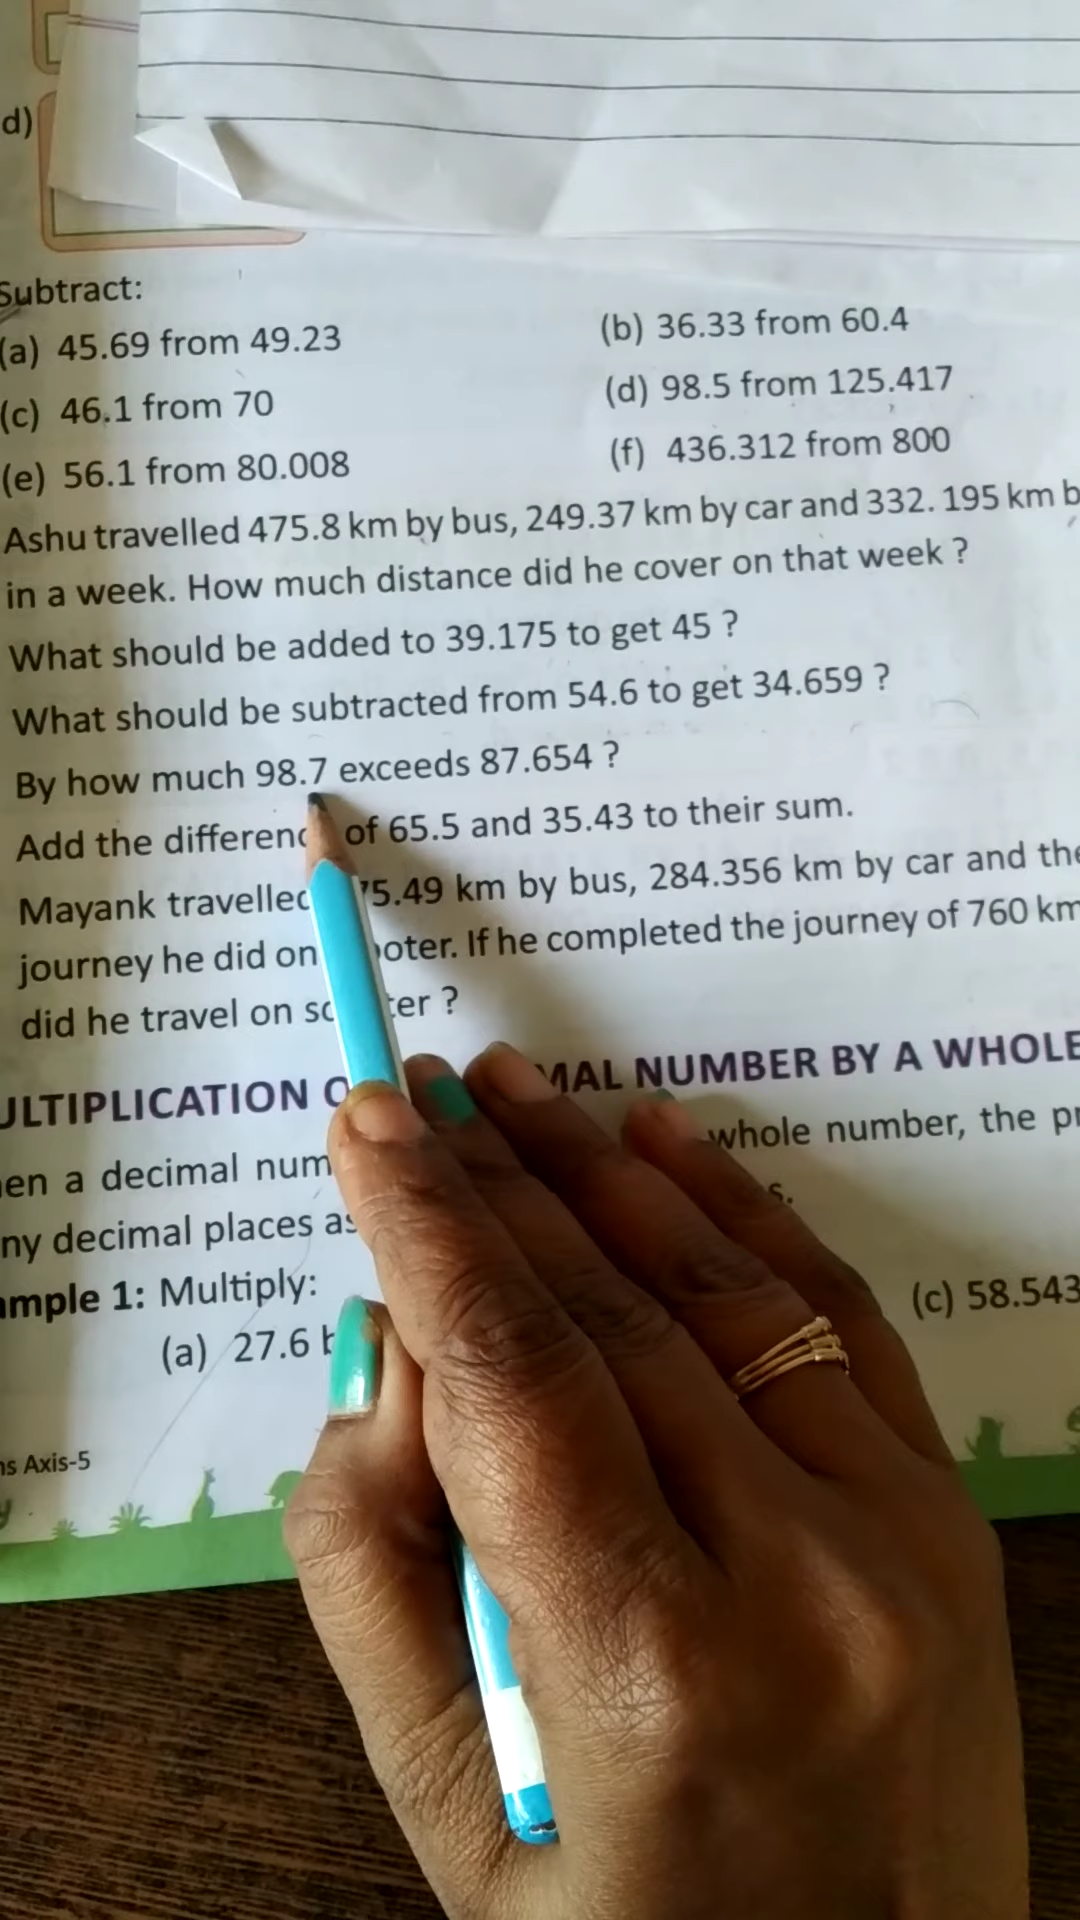 d)
Subtract:
(a) 45.69 from 49.23 (b) 36.33 from 60.4
(c) 46.1 from 70 (d) 98.5 from 125.417
(e) 56.1 from 80.008 (f) 436.312 from 800
Ashu travelled 475.8 km by bus, 249.37 km by car and 332. 195 km b
in a week. How much distance did he cover on that week ?
What should be added to 39.175 to get 45 ?
What should be subtracted from 54.6 to get 34.659 ?
By how much 98.7 exceeds 87.654 ?
Add the differenc of 65.5 and 35.43 to their sum.
Mayank travelled 75.49 km by bus, 284.356 km by car and the
journey he did on oter. If he completed the journey of 760 km
did he travel on sc ter ?
ULTIPLICATION O MAL NUMBER BY A WHOLE
en a decimal num whole number, the pr
ny decimal places as s.
ample 1: Multiply:
(a) 27.6 b (c) 58.543
ns Axis-5